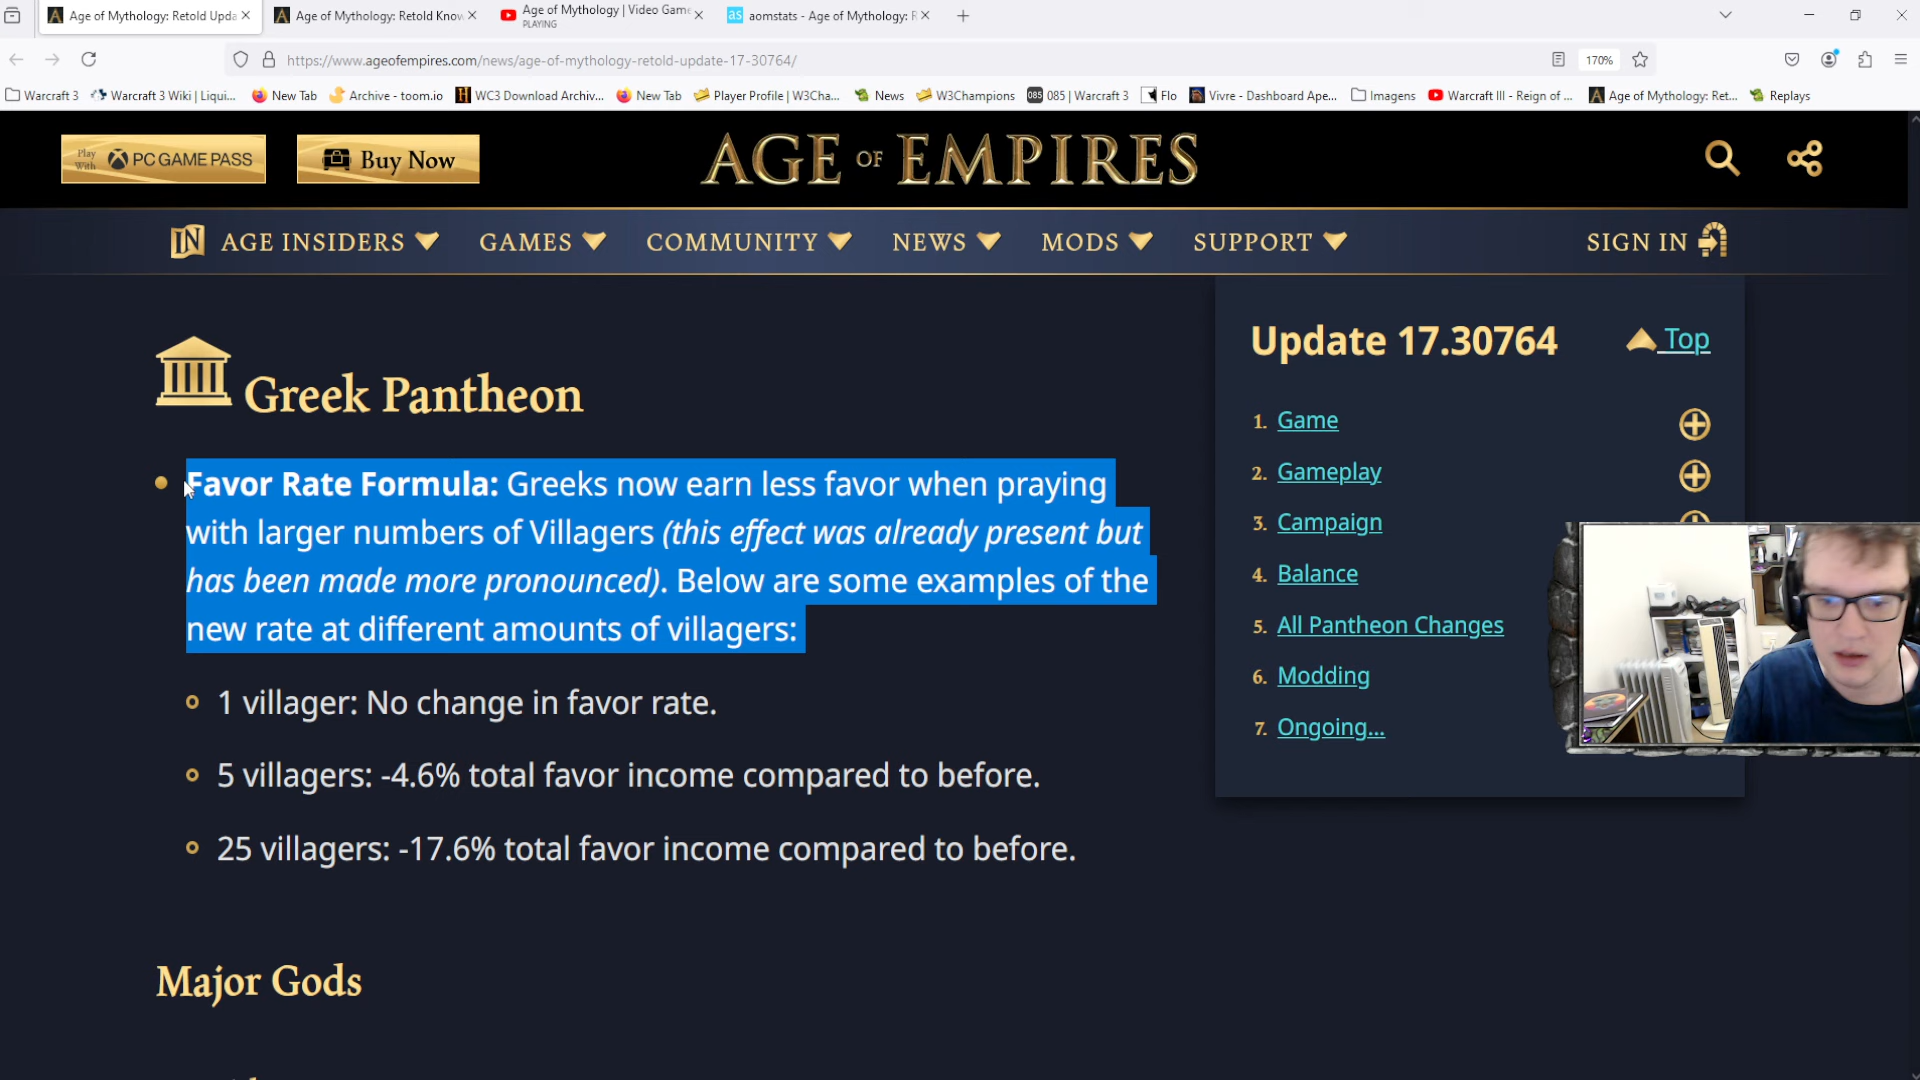 Age of Mythology: Retold Upda
Age of Mythology: Retold Know
Age of Mythology | Video Game
PLAYING
as aomstats - Age of Mythology: R
https://www.ageofempires.com/news/age-of-mythology-retold-update-17-30764/
170%
Warcraft 3
Warcraft 3 Wiki | Liqui...
New Tab
Archive - toom.io
WC3 Download Archiv...
New Tab
Player Profile | W3Cha...
News
W3Champions
085 085 | Warcraft 3
Flo
Vivre - Dashboard Ape...
Imagens
Warcraft III - Reign of ...
Age of Mythology: Ret...
Replays
Play With PC GAME PASS
Buy Now
AGE OF EMPIRES
IN AGE INSIDERS
GAMES
COMMUNITY
NEWS
MODS
SUPPORT
SIGN IN
Greek Pantheon
Favor Rate Formula: Greeks now earn less favor when praying
with larger numbers of Villagers (this effect was already present but
has been made more pronounced). Below are some examples of the
new rate at different amounts of villagers:
1 villager: No change in favor rate.
5 villagers: -4.6% total favor income compared to before.
25 villagers: -17.6% total favor income compared to before.
Major Gods
Update 17.30764
Top
1. Game
2. Gameplay
3. Campaign
4. Balance
5. All Pantheon Changes
6. Modding
7. Ongoing...